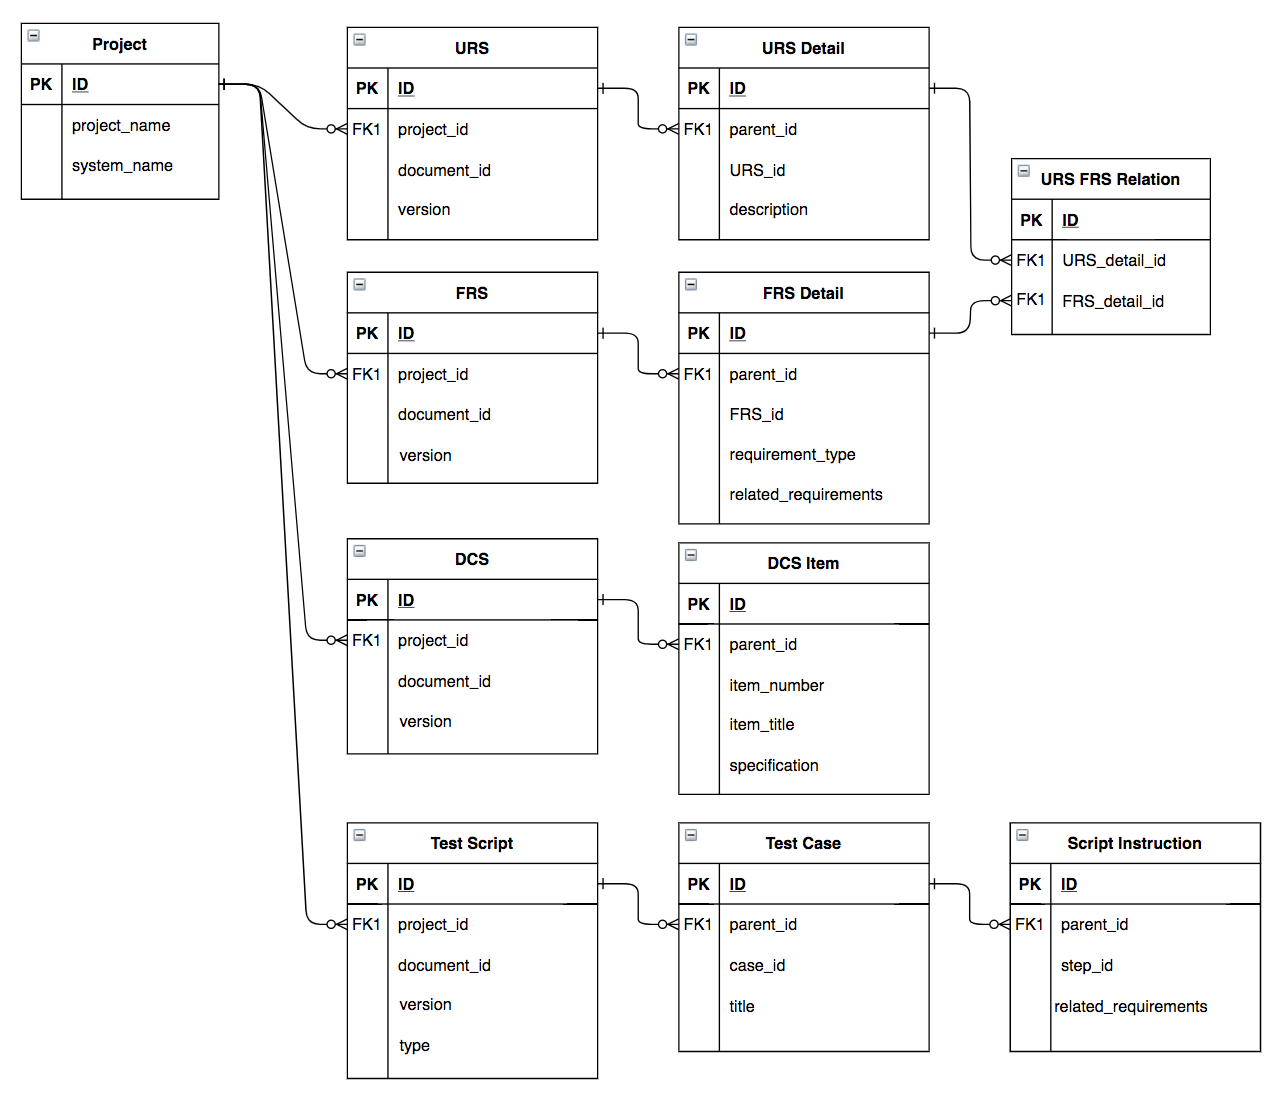 Project
PK ID
project_name
system_name
URS
PK ID
FK1 project_id
document_id
version
URS Detail
PK ID
FK1 parent_id
URS_id
description
URS FRS Relation
PK ID
FK1 URS_detail_id
FK1 FRS_detail_id
FRS
PK ID
FK1 project_id
document_id
version
FRS Detail
PK ID
FK1 parent_id
FRS_id
requirement_type
related_requirements
DCS
PK ID
FK1 project_id
document_id
version
DCS Item
PK ID
FK1 parent_id
item_number
item_title
specification
Test Script
PK ID
FK1 project_id
document_id
version
type
Test Case
PK ID
FK1 parent_id
case_id
title
Script Instruction
PK ID
FK1 parent_id
step_id
related_requirements